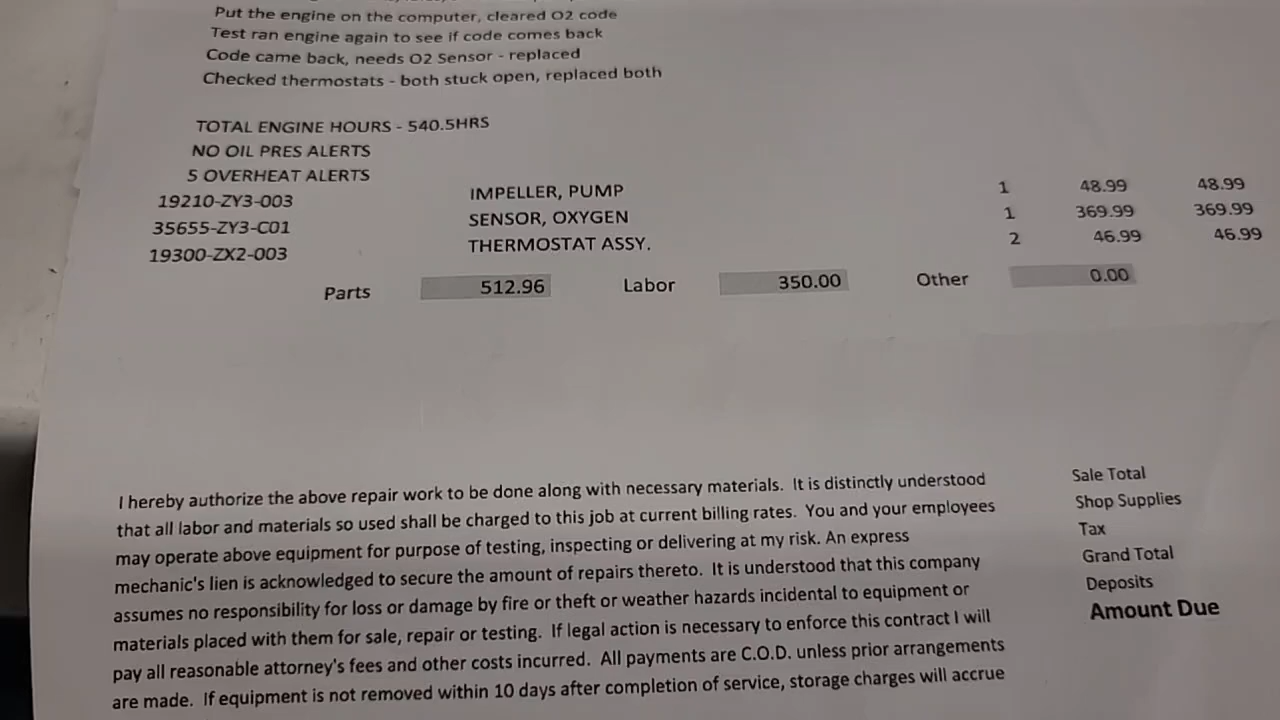 Put the engine on the computer, cleared O2 code
Test ran engine again to see if code comes back
Code came back, needs O2 Sensor - replaced
Checked thermostats - both stuck open, replaced both
TOTAL ENGINE HOURS - 540.5HRS
NO OIL PRES ALERTS
5 OVERHEAT ALERTS
19210-ZY3-003 IMPELLER, PUMP 1 48.99 48.99
35655-ZY3-C01 SENSOR, OXYGEN 1 369.99 369.99
19300-ZX2-003 THERMOSTAT ASSY. 2 46.99 46.99
Parts 512.96 Labor 350.00 Other 0.00
I hereby authorize the above repair work to be done along with necessary materials. It is distinctly understood
that all labor and materials so used shall be charged to this job at current billing rates. You and your employees
may operate above equipment for purpose of testing, inspecting or delivering at my risk. An express
mechanic's lien is acknowledged to secure the amount of repairs thereto. It is understood that this company
assumes no responsibility for loss or damage by fire or theft or weather hazards incidental to equipment or
materials placed with them for sale, repair or testing. If legal action is necessary to enforce this contract I will
pay all reasonable attorney's fees and other costs incurred. All payments are C.O.D. unless prior arrangements
are made. If equipment is not removed within 10 days after completion of service, storage charges will accrue
Sale Total
Shop Supplies
Tax
Grand Total
Deposits
Amount Due